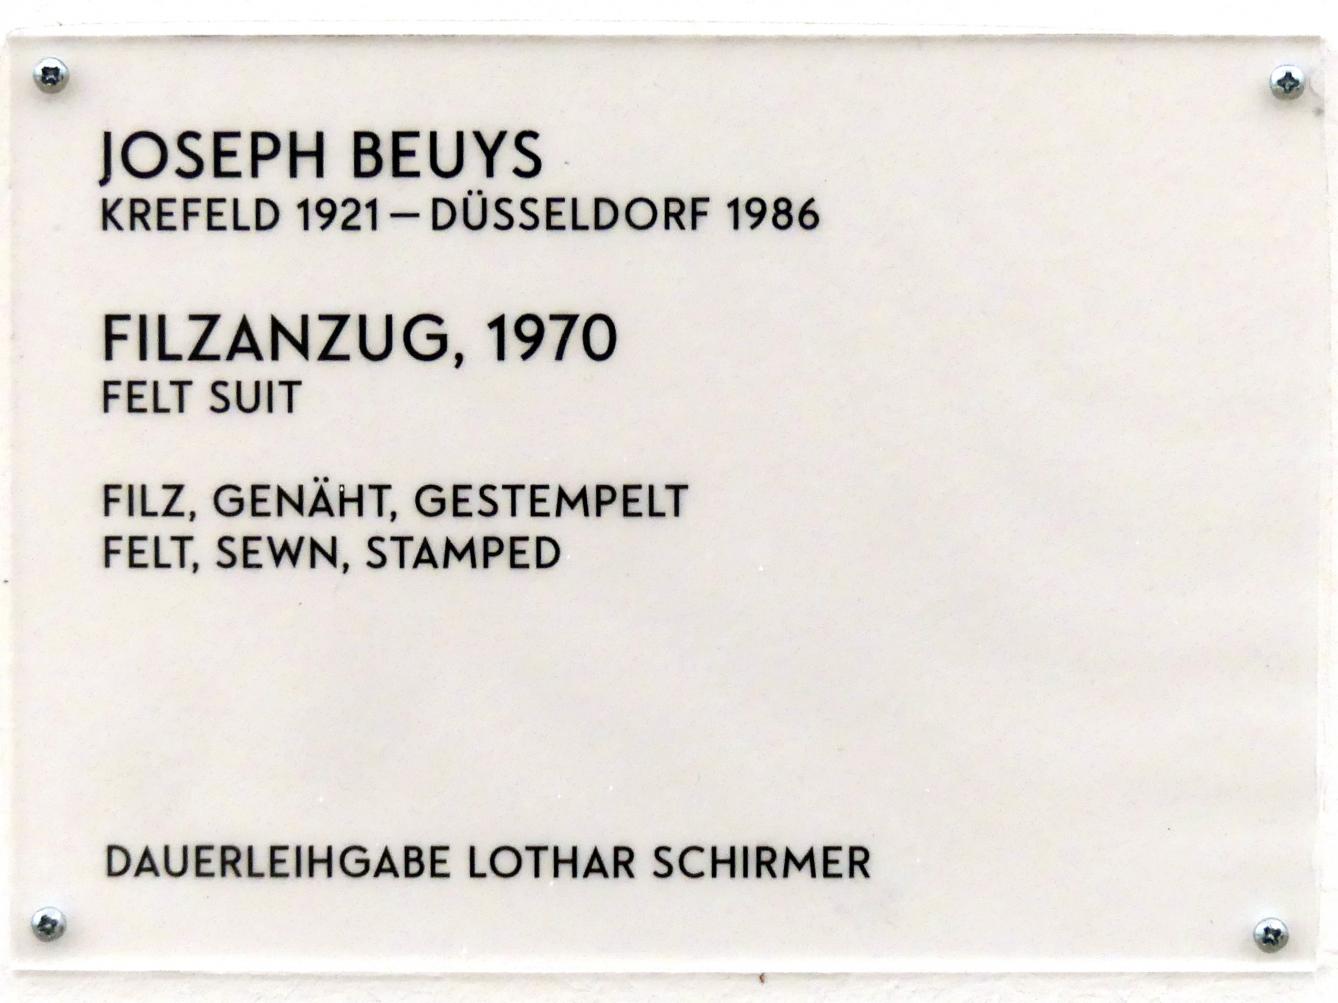 JOSEPH BEUYS
KREFELD 1921 – DÜSSELDORF 1986
FILZANZUG, 1970
FELT SUIT
FILZ, GENÄHT, GESTEMPELT
FELT, SEWN, STAMPED
DAUERLEIHGABE LOTHAR SCHIRMER